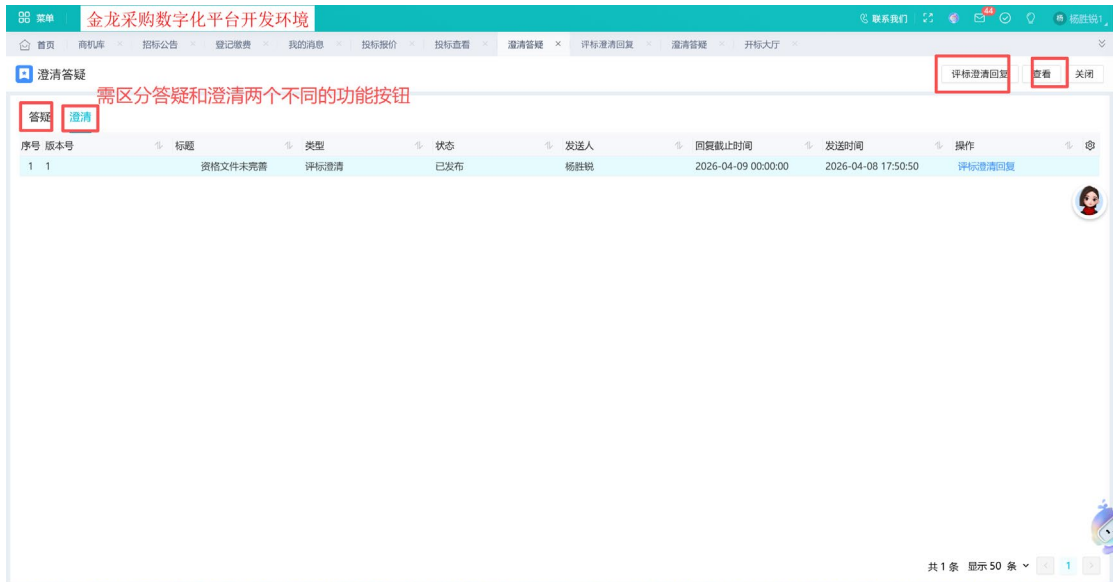 菜单 金龙采购数字化平台开发环境 联系我们 44 杨 杨胜锐1
首页 商机库 招标公告 登记缴费 我的消息 投标报价 投标查看 澄清答疑 评标澄清回复 澄清答疑 开标大厅
澄清答疑 评标澄清回复 查看 关闭
需区分答疑和澄清两个不同的功能按钮
答疑 澄清
序号 版本号 标题 类型 状态 发送人 回复截止时间 发送时间 操作
1 1 资格文件未完善 评标澄清 已发布 杨胜锐 2026-04-09 00:00:00 2026-04-08 17:50:50 评标澄清回复
共 1 条 显示 50 条 1